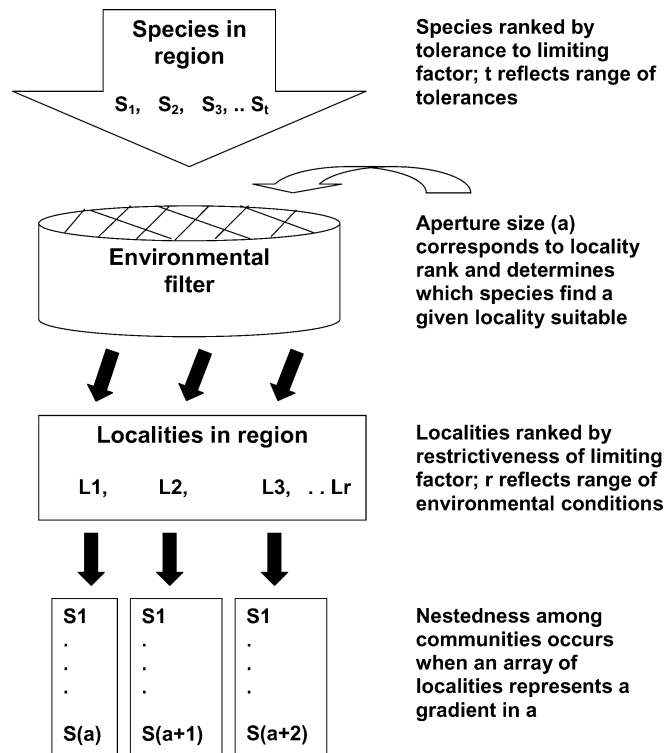 Species in
region
S1, S2, S3, .. St
Species ranked by
tolerance to limiting
factor; t reflects range of
tolerances
Environmental
filter
Aperture size (a)
corresponds to locality
rank and determines
which species find a
given locality suitable
Localities in region
L1, L2, L3, . . Lr
Localities ranked by
restrictiveness of limiting
factor; r reflects range of
environmental conditions
S1
.
.
.
S(a)
S1
.
.
.
S(a+1)
S1
.
.
.
S(a+2)
Nestedness among
communities occurs
when an array of
localities represents a
gradient in a